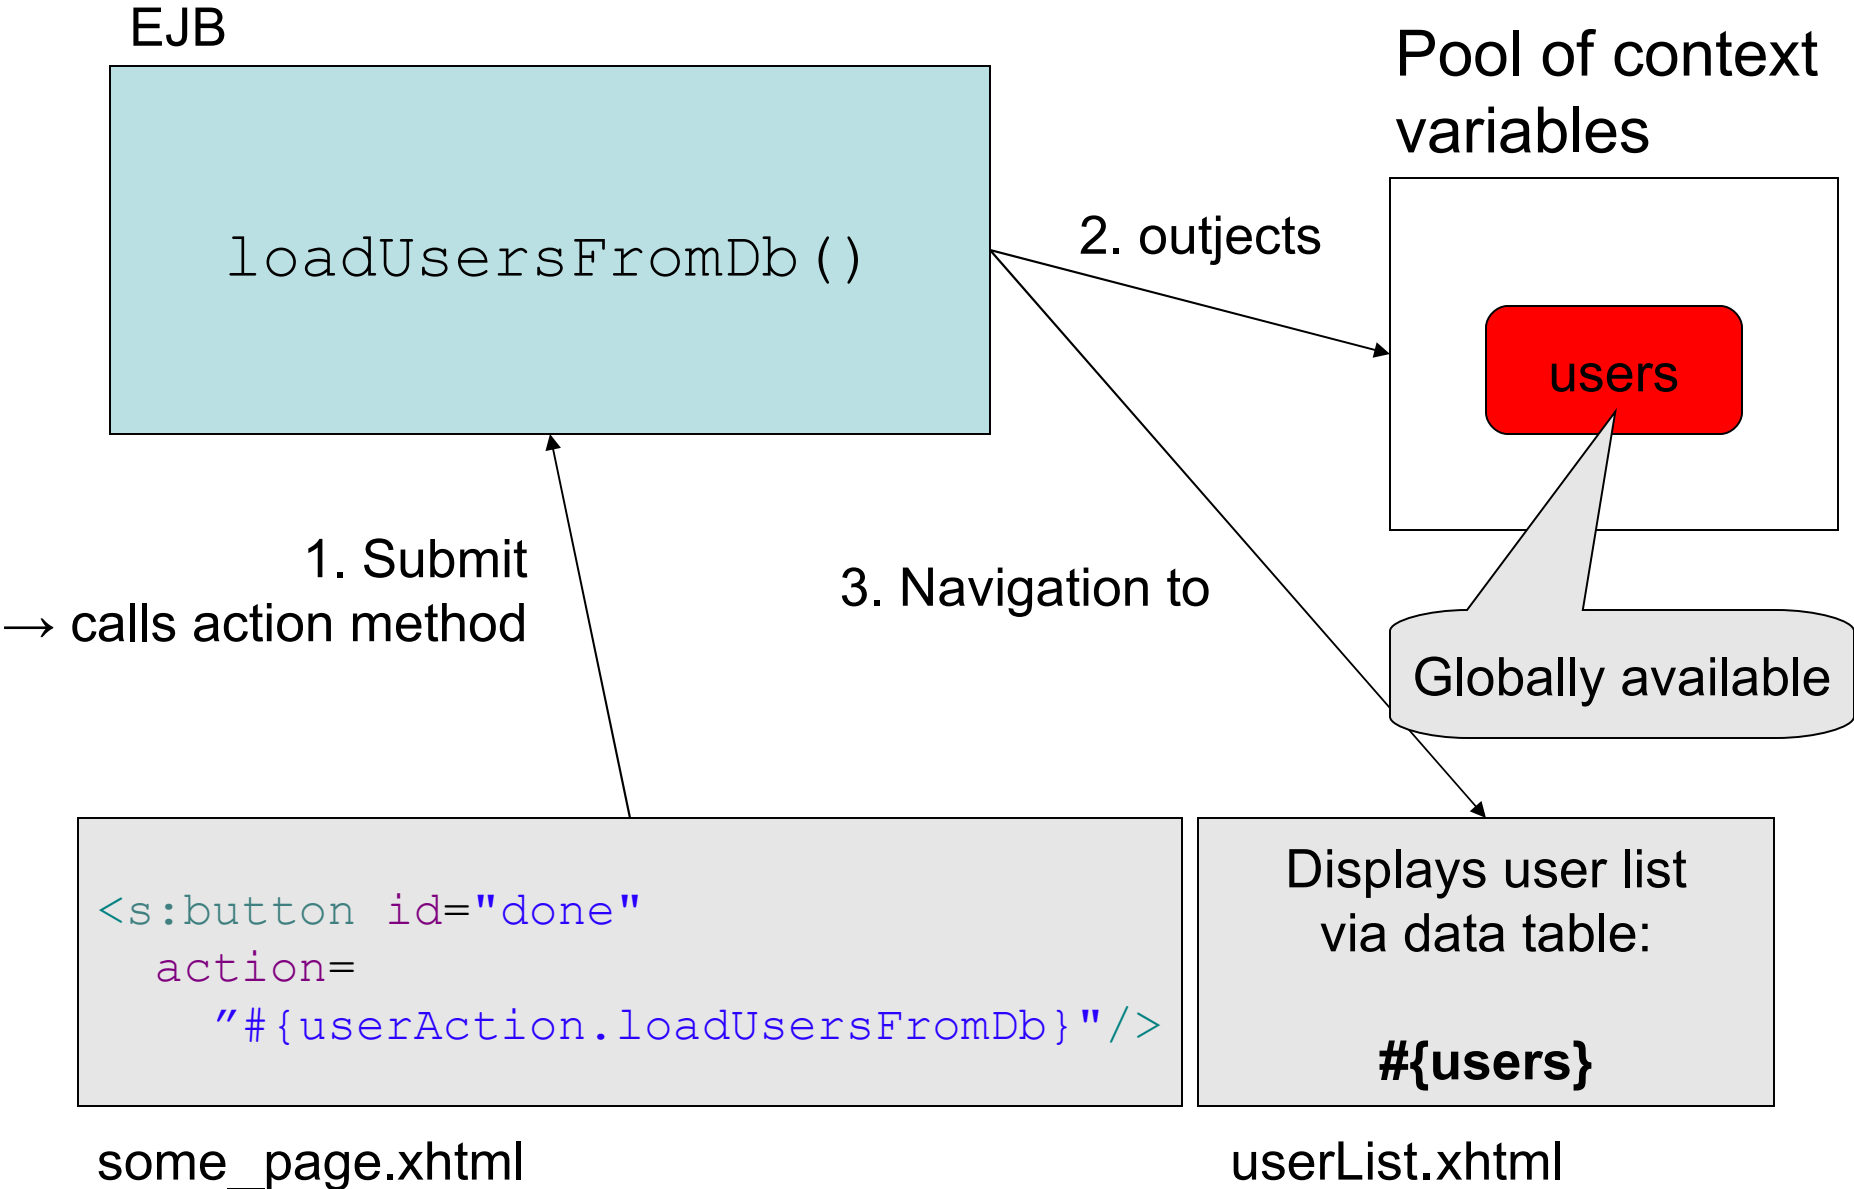 EJB
Pool of context
variables
loadUsersFromDb()
2. outjects
users
1. Submit
→ calls action method
3. Navigation to
Globally available
<s:button id="done"
action=
"#{userAction.loadUsersFromDb}"/>
Displays user list
via data table:
#{users}
some_page.xhtml
userList.xhtml